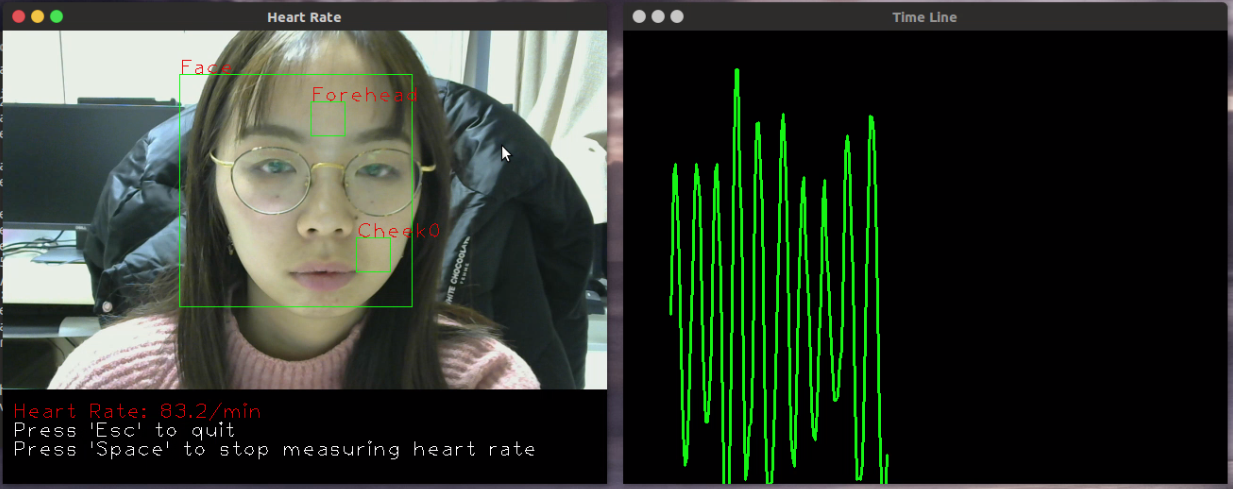 Heart Rate
Time Line
Face
Forehead
Cheek0
Heart Rate: 83.2/min
Press 'Esc' to quit
Press 'Space' to stop measuring heart rate